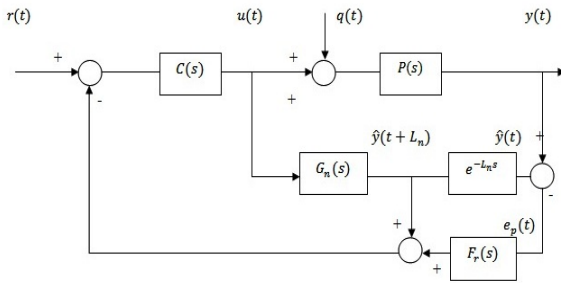 r(t) u(t) q(t) y(t)
+ C(s) + P(s)
- +
ŷ(t + Lₙ) ŷ(t) +
Gₙ(s) e^{-Lₙs}
-
+ eₚ(t)
+ Fᵣ(s)